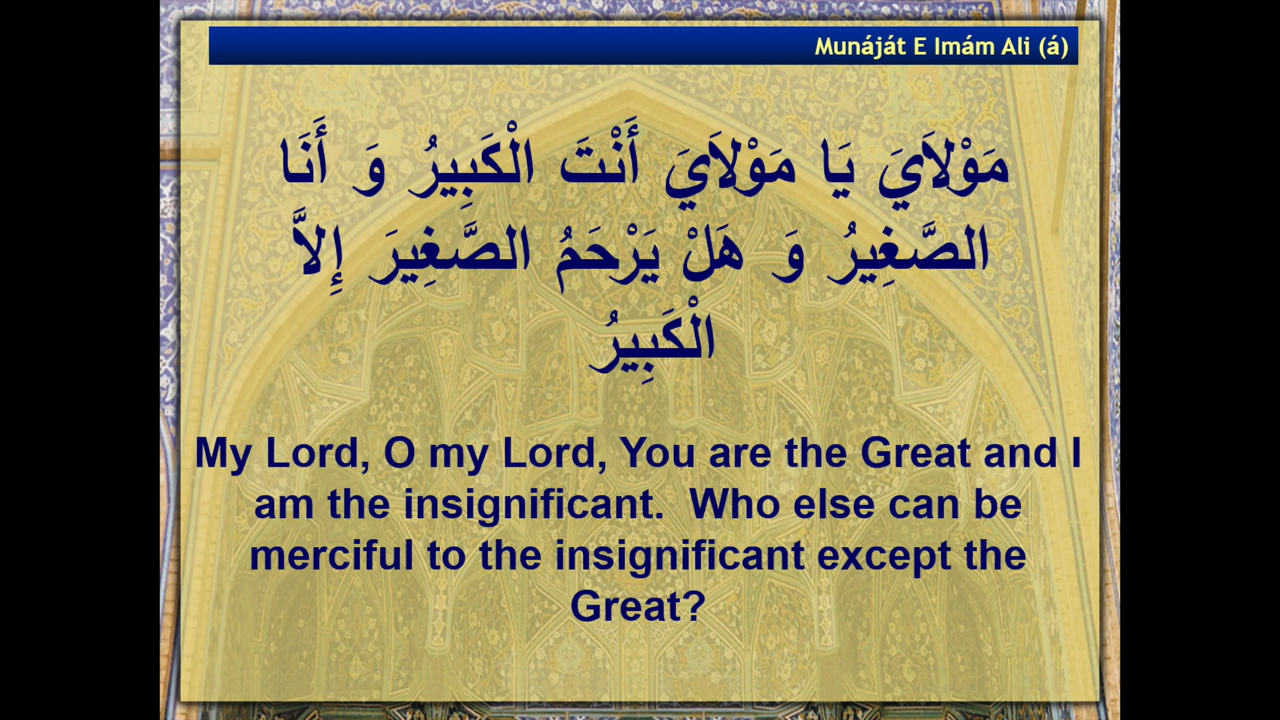 Munáját E Imám Ali (á)
مَوْلاَيَ يَا مَوْلاَيَ أَنْتَ الْكَبِيرُ وَ أَنَا
الصَّغِيرُ وَ هَلْ يَرْحَمُ الصَّغِيرَ إِلاَّ
الْكَبِيرُ
My Lord, O my Lord, You are the Great and I
am the insignificant.  Who else can be
merciful to the insignificant except the
Great?